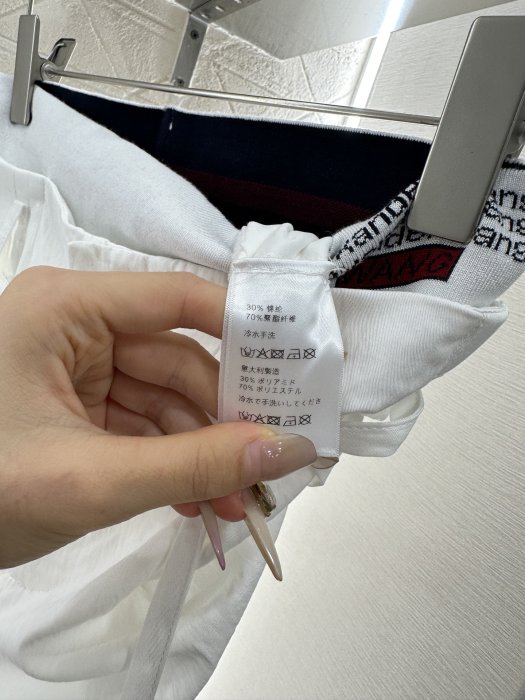 30% 锦纶
70%聚酯纤维
冷水手洗
意大利製造
30% ポリアミド
70% ポリエステル
冷水で手洗いしてくださ
WANG